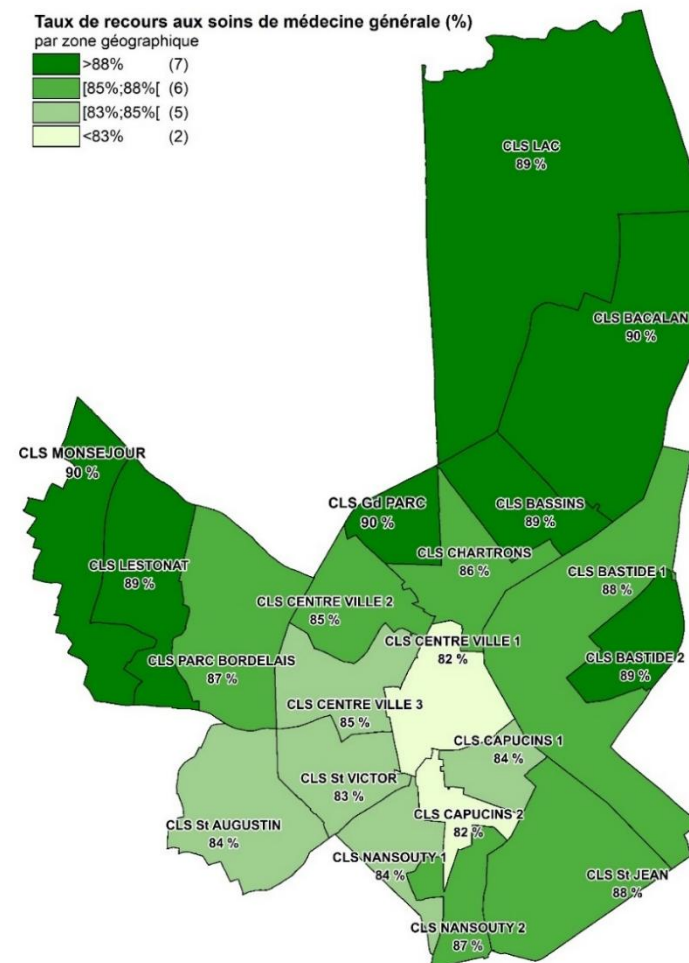 Taux de recours aux soins de médecine générale (%)
par zone géographique
>88% (7)
[85%;88%[ (6)
[83%;85%[ (5)
<83% (2)
CLS LAC
89 %
CLS BACALAN
90 %
CLS MONSEJOUR
90 %
CLS Gd PARC
90 %
CLS BASSINS
89 %
CLS LESTONAT
89 %
CLS CHARTRONS
86 %
CLS BASTIDE 1
88 %
CLS CENTRE VILLE 2
85 %
CLS CENTRE VILLE 1
82 %
CLS PARC BORDELAIS
87 %
CLS BASTIDE 2
89 %
CLS CENTRE VILLE 3
85 %
CLS CAPUCINS 1
84 %
CLS St VICTOR
83 %
CLS St AUGUSTIN
84 %
CLS CAPUCINS 2
82 %
CLS NANSOUTY 1
84 %
CLS St JEAN
88 %
CLS NANSOUTY 2
87 %